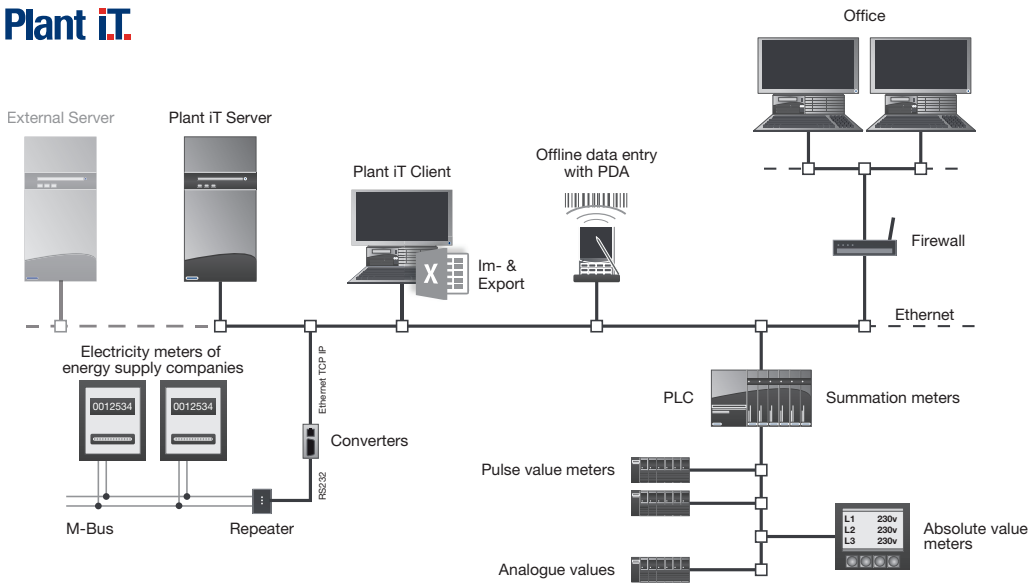 Plant iT
Office
External Server
Plant iT Server
Plant iT Client
Offline data entry
with PDA
X
Im- &
Export
Firewall
Ethernet
Electricity meters of
energy supply companies
0012534
0012534
Ethernet TCP IP
Converters
RS232
M-Bus
Repeater
PLC
Summation meters
Pulse value meters
L1 230v
L2 230v
L3 230v
Absolute value
meters
Analogue values